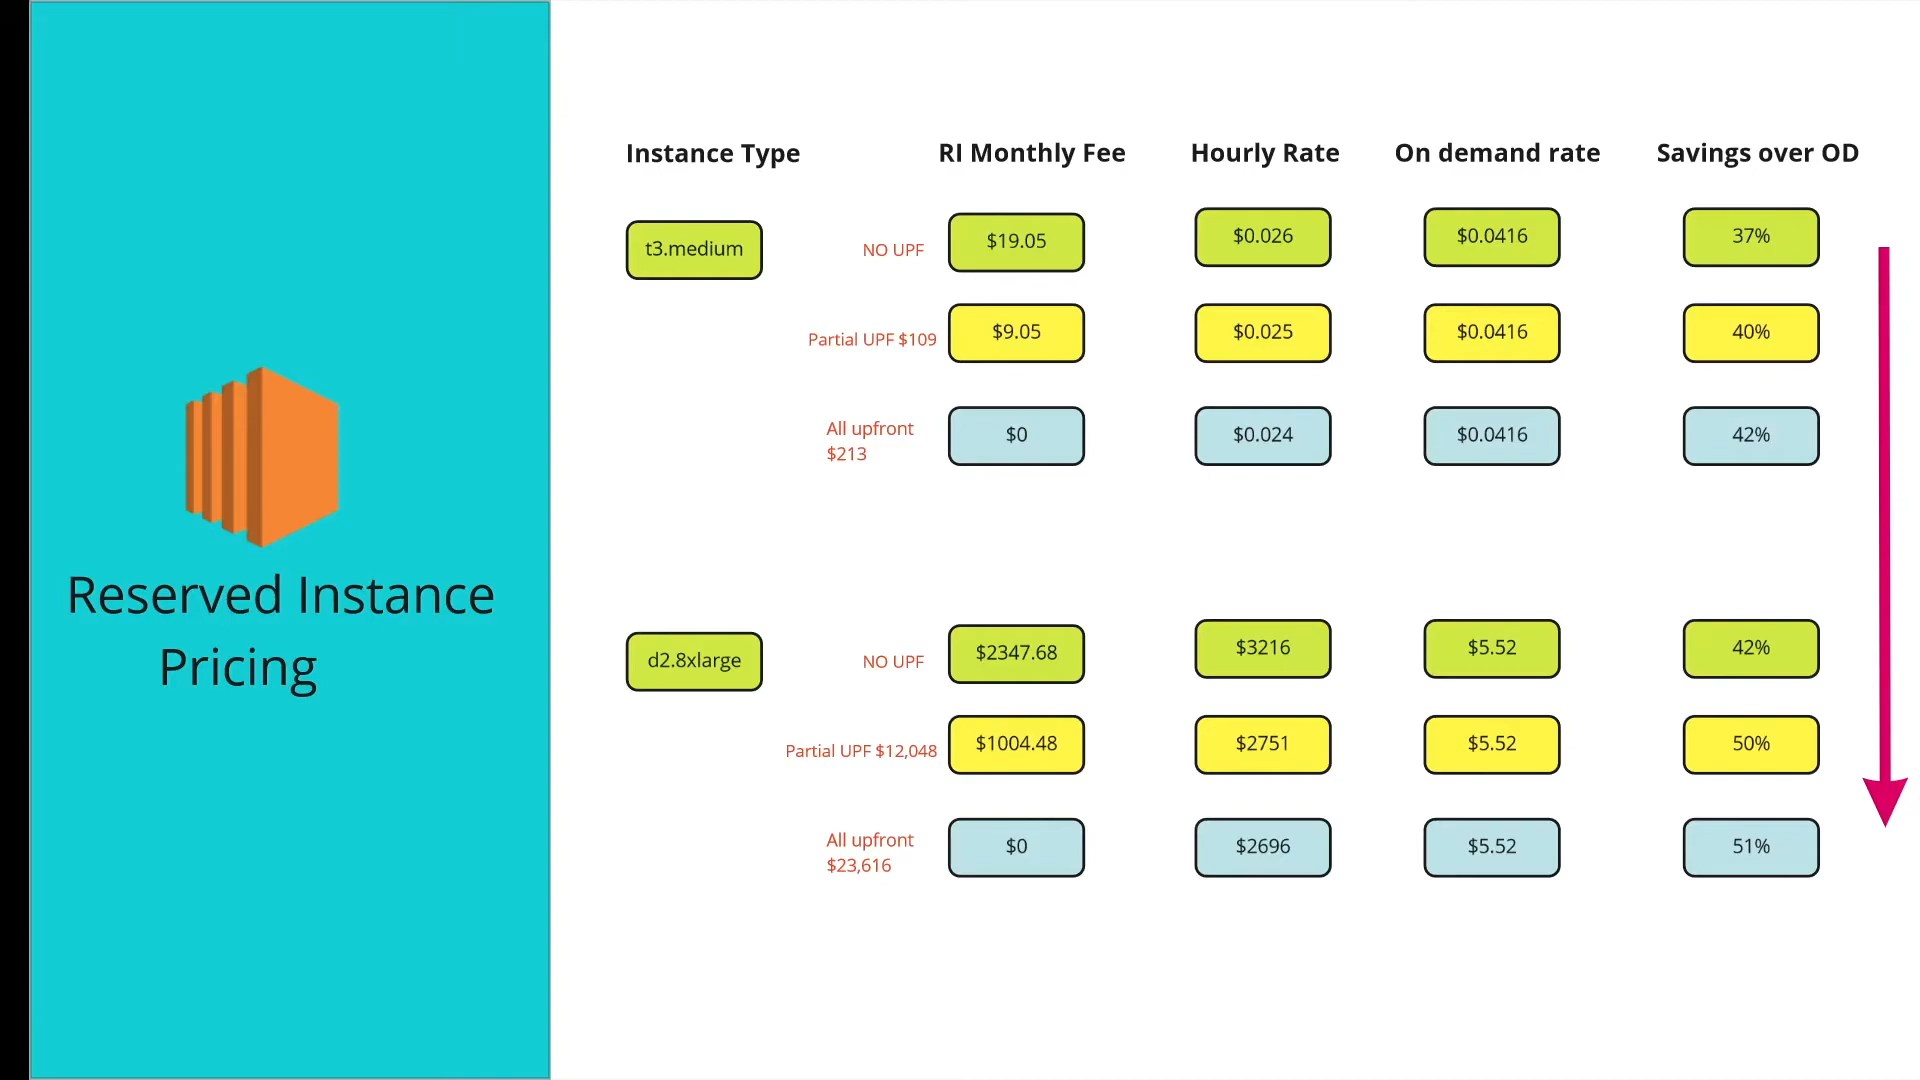 Reserved Instance
Pricing
Instance Type RI Monthly Fee Hourly Rate On demand rate Savings over OD
t3.medium NO UPF $19.05 $0.026 $0.0416 37%
Partial UPF $109 $9.05 $0.025 $0.0416 40%
All upfront
$213 $0 $0.024 $0.0416 42%
d2.8xlarge NO UPF $2347.68 $3216 $5.52 42%
Partial UPF $12,048 $1004.48 $2751 $5.52 50%
All upfront
$23,616 $0 $2696 $5.52 51%